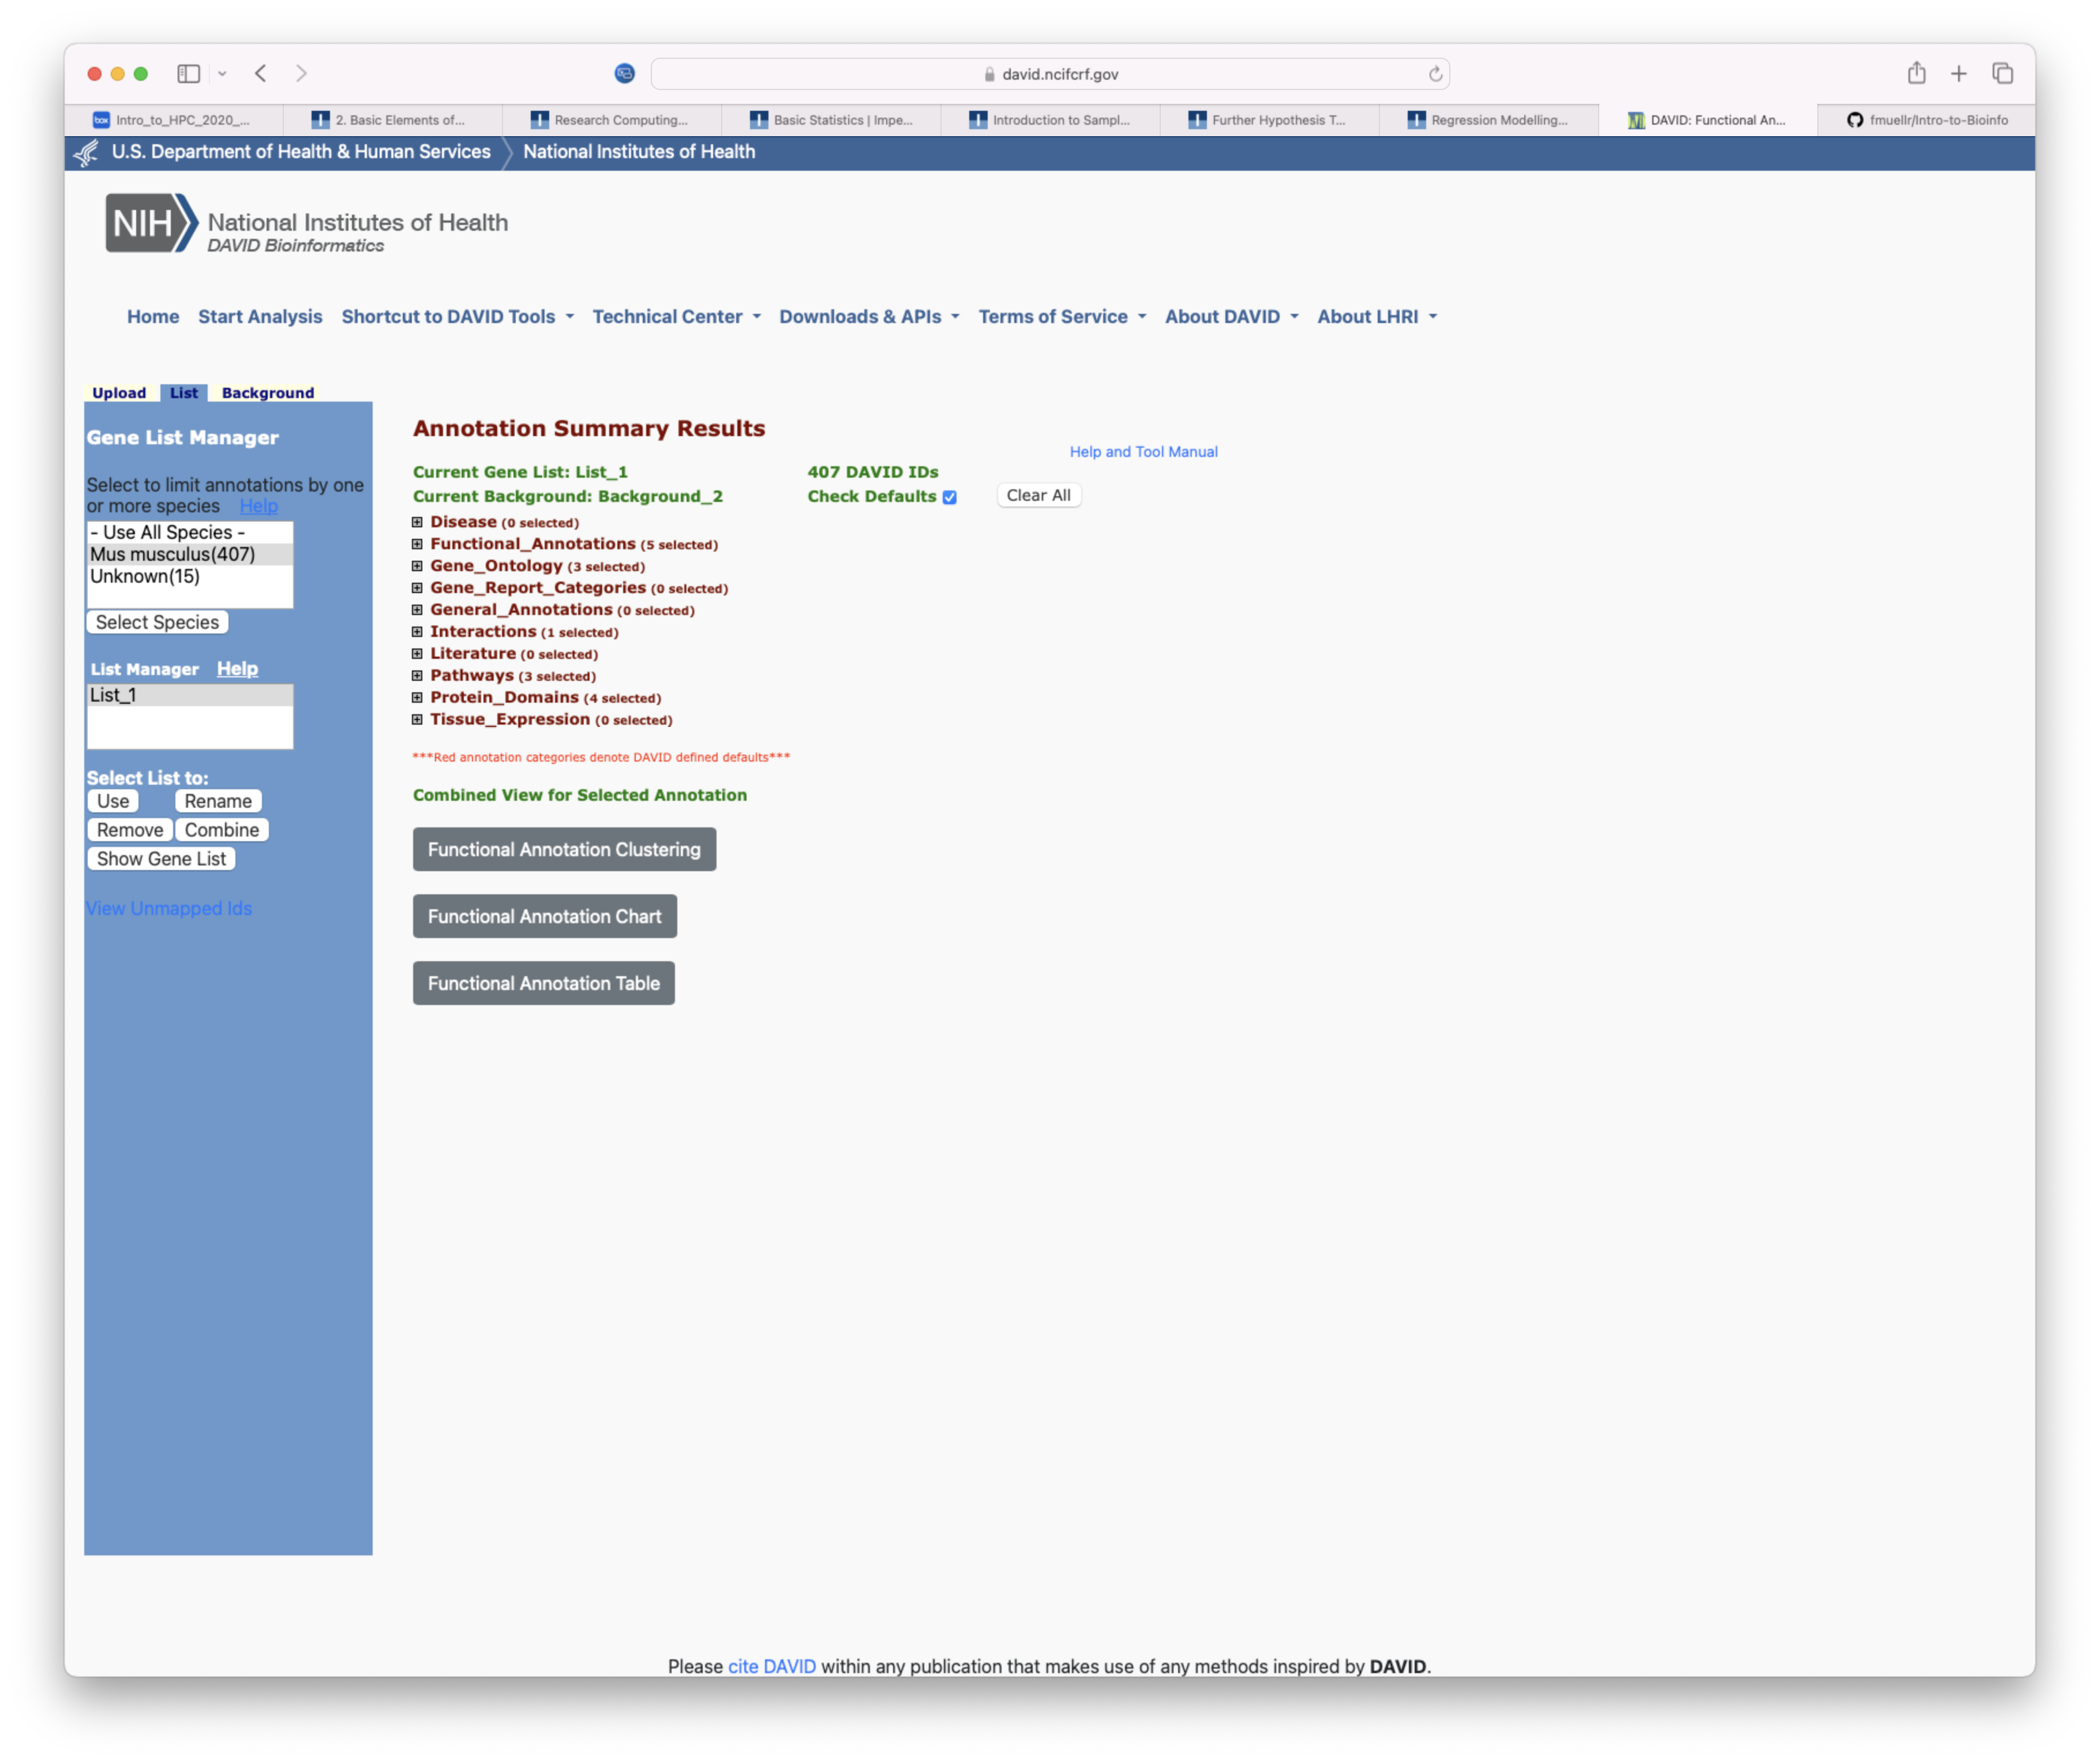 david.ncifcrf.gov
box Intro_to_HPC_2020_...
2. Basic Elements of...
Research Computing...
Basic Statistics | Impe...
Introduction to Sampl...
Further Hypothesis T...
Regression Modelling...
DAVID: Functional An...
fmuellr/Intro-to-Bioinfo
U.S. Department of Health & Human Services National Institutes of Health
NIH National Institutes of Health
DAVID Bioinformatics
Home Start Analysis Shortcut to DAVID Tools Technical Center Downloads & APIs Terms of Service About DAVID About LHRI
Upload List Background
Gene List Manager
Select to limit annotations by one
or more species Help
- Use All Species -
Mus musculus(407)
Unknown(15)
Select Species
List Manager Help
List_1
Select List to:
Use Rename
Remove Combine
Show Gene List
View Unmapped Ids
Annotation Summary Results
Help and Tool Manual
Current Gene List: List_1 407 DAVID IDs
Current Background: Background_2 Check Defaults Clear All
Disease (0 selected)
Functional_Annotations (5 selected)
Gene_Ontology (3 selected)
Gene_Report_Categories (0 selected)
General_Annotations (0 selected)
Interactions (1 selected)
Literature (0 selected)
Pathways (3 selected)
Protein_Domains (4 selected)
Tissue_Expression (0 selected)
***Red annotation categories denote DAVID defined defaults***
Combined View for Selected Annotation
Functional Annotation Clustering
Functional Annotation Chart
Functional Annotation Table
Please cite DAVID within any publication that makes use of any methods inspired by DAVID.